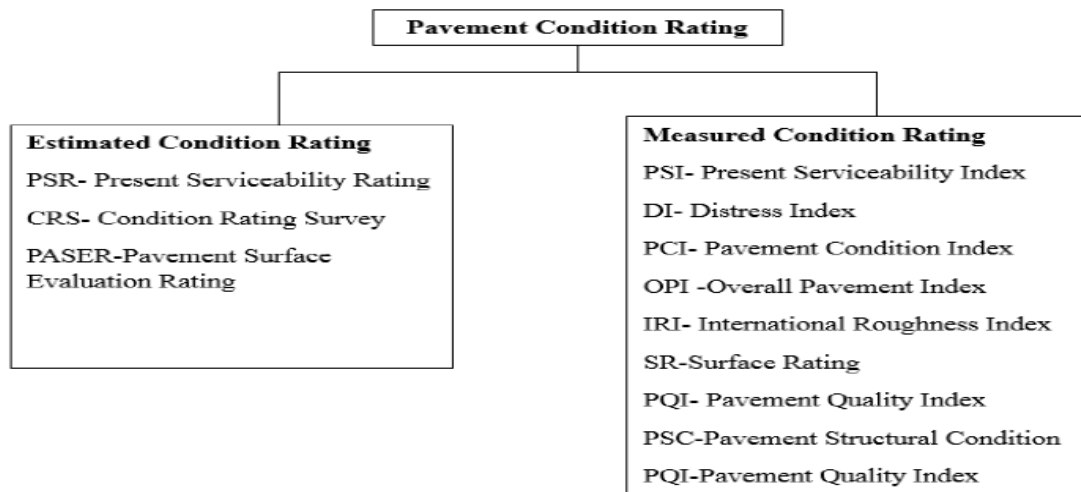 Pavement Condition Rating
Estimated Condition Rating
PSR- Present Serviceability Rating
CRS- Condition Rating Survey
PASER-Pavement Surface
Evaluation Rating
Measured Condition Rating
PSI- Present Serviceability Index
DI- Distress Index
PCI- Pavement Condition Index
OPI -Overall Pavement Index
IRI- International Roughness Index
SR-Surface Rating
PQI- Pavement Quality Index
PSC-Pavement Structural Condition
PQI-Pavement Quality Index